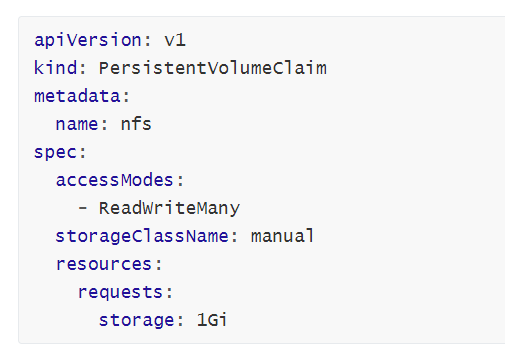 apiVersion: v1
kind: PersistentVolumeClaim
metadata:
  name: nfs
spec:
  accessModes:
    - ReadWriteMany
  storageClassName: manual
  resources:
    requests:
      storage: 1Gi